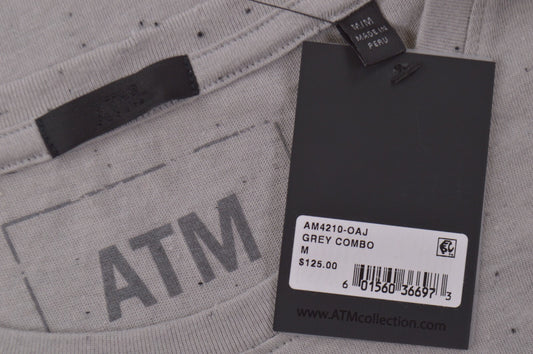 M/M
MADE IN
PERU
ATM
AM4210-OAJ
GREY COMBO
M
$125.00
6 01560 36697 3
www.ATMcollection.com